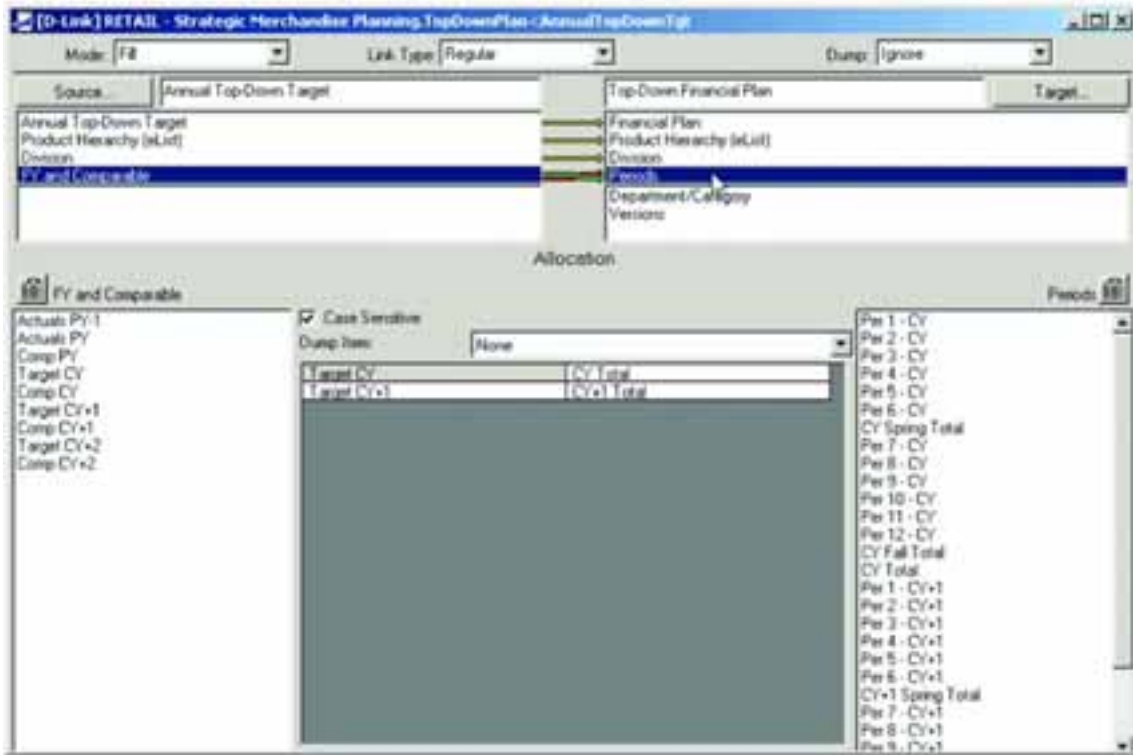 [D-Link] RETAIL - Strategic Merchandise Planning.TopDownPlan<AnnualTopDownTgt
Mode: Fill Link Type: Regular Dump: Ignore
Source... Annual Top-Down Target Top-Down Financial Plan Target...
Annual Top-Down Target Financial Plan
Product Hierarchy (eList) Product Hierarchy (eList)
Division Division
FY and Comparable Periods
Department/Category
Versions
Allocation
FY and Comparable Periods
Actuals PY-1
Actuals PY
Comp PY
Target CY
Comp CY
Target CY+1
Comp CY+1
Target CY+2
Comp CY+2
Case Sensitive
Dump Item: None
Target CY CY Total
Target CY+1 CY+1 Total
Per 1 - CY
Per 2 - CY
Per 3 - CY
Per 4 - CY
Per 5 - CY
Per 6 - CY
CY Spring Total
Per 7 - CY
Per 8 - CY
Per 9 - CY
Per 10 - CY
Per 11 - CY
Per 12 - CY
CY Fall Total
CY Total
Per 1 - CY+1
Per 2 - CY+1
Per 3 - CY+1
Per 4 - CY+1
Per 5 - CY+1
Per 6 - CY+1
CY+1 Spring Total
Per 7 - CY+1
Per 8 - CY+1
Per 9 - CY+1